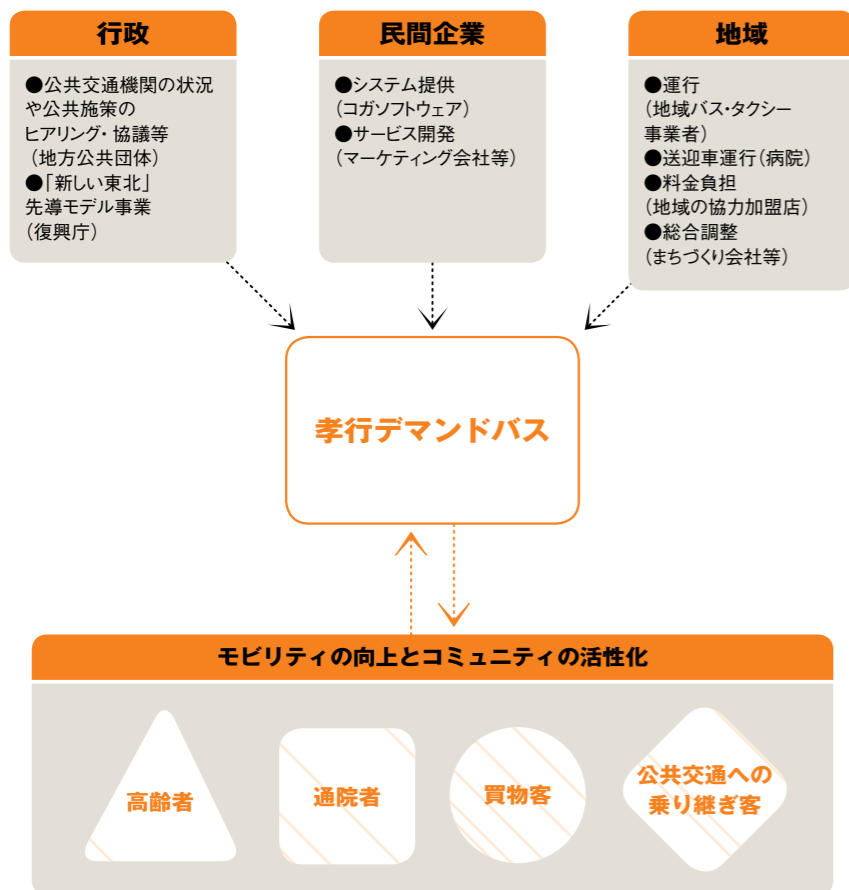 行政
●公共交通機関の状況
や公共施策の
ヒアリング・協議等
(地方公共団体)
●「新しい東北」
先導モデル事業
(復興庁)
民間企業
●システム提供
(コガソフトウェア)
●サービス開発
(マーケティング会社等)
地域
●運行
(地域バス・タクシー
事業者)
●送迎車運行(病院)
●料金負担
(地域の協力加盟店)
●総合調整
(まちづくり会社等)
孝行デマンドバス
モビリティの向上とコミュニティの活性化
高齢者
通院者
買物客
公共交通への
乗り継ぎ客